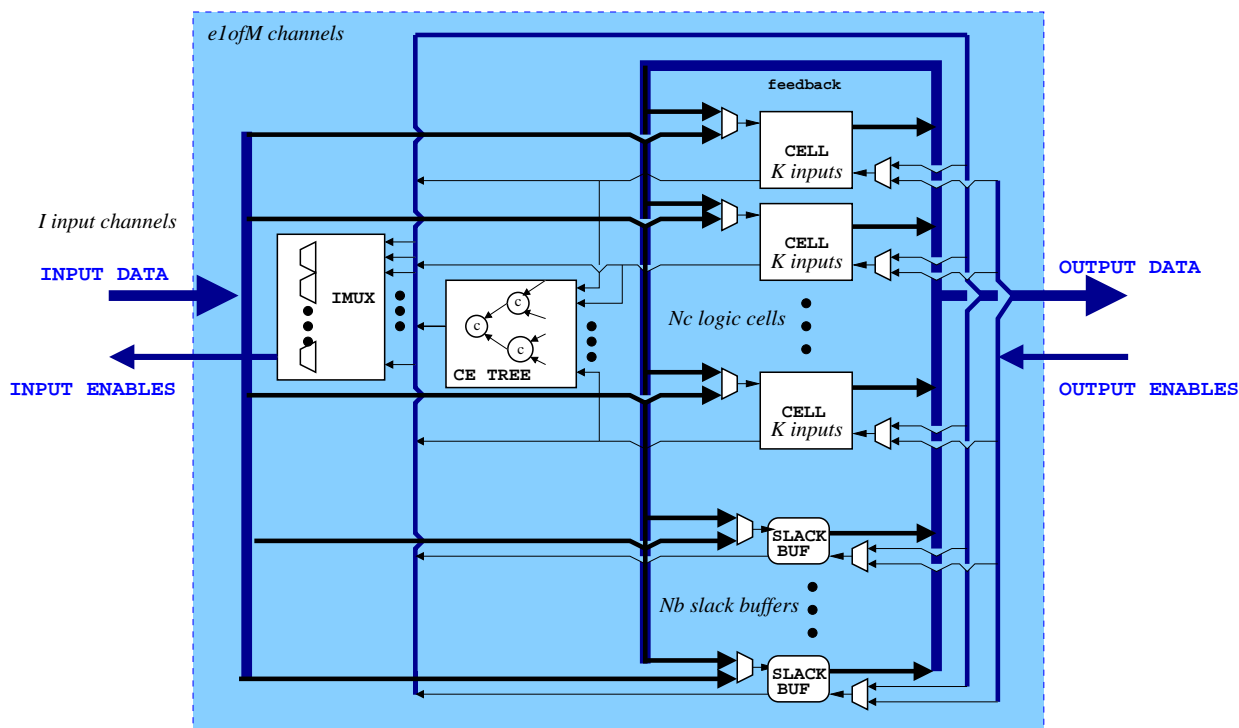 e1ofM channels
feedback
CELL
K inputs
I input channels
CELL
K inputs
INPUT DATA
OUTPUT DATA
IMUX
c
Nc logic cells
c
c
CE TREE
INPUT ENABLES
OUTPUT ENABLES
CELL
K inputs
SLACK
BUF
Nb slack buffers
SLACK
BUF